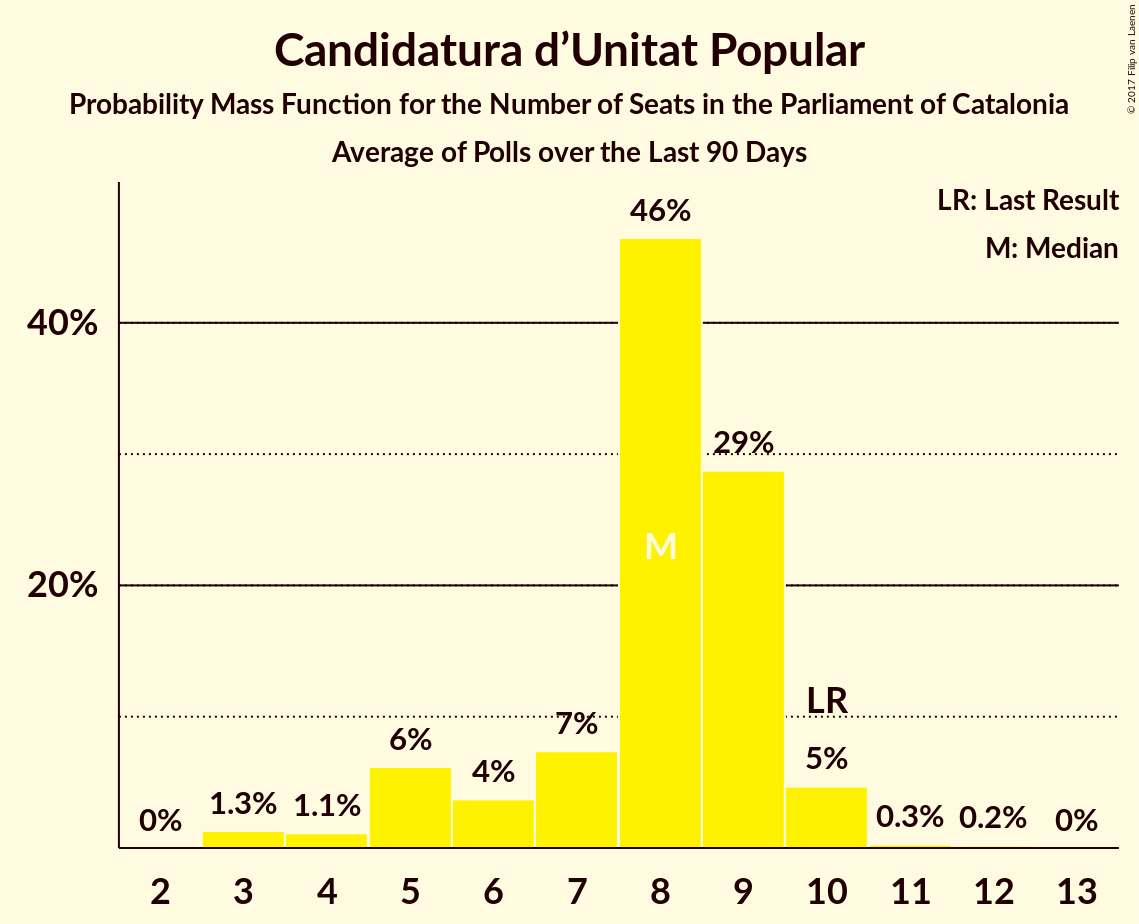 Candidatura d’Unitat Popular
Probability Mass Function for the Number of Seats in the Parliament of Catalonia
Average of Polls over the Last 90 Days
© 2017 Filip van Laenen
LR: Last Result
M: Median
46%
40%
29%
M
20%
LR
7%
6%
5%
4%
1.3%
1.1%
0%
0.3%
0.2%
0%
2 3 4 5 6 7 8 9 10 11 12 13